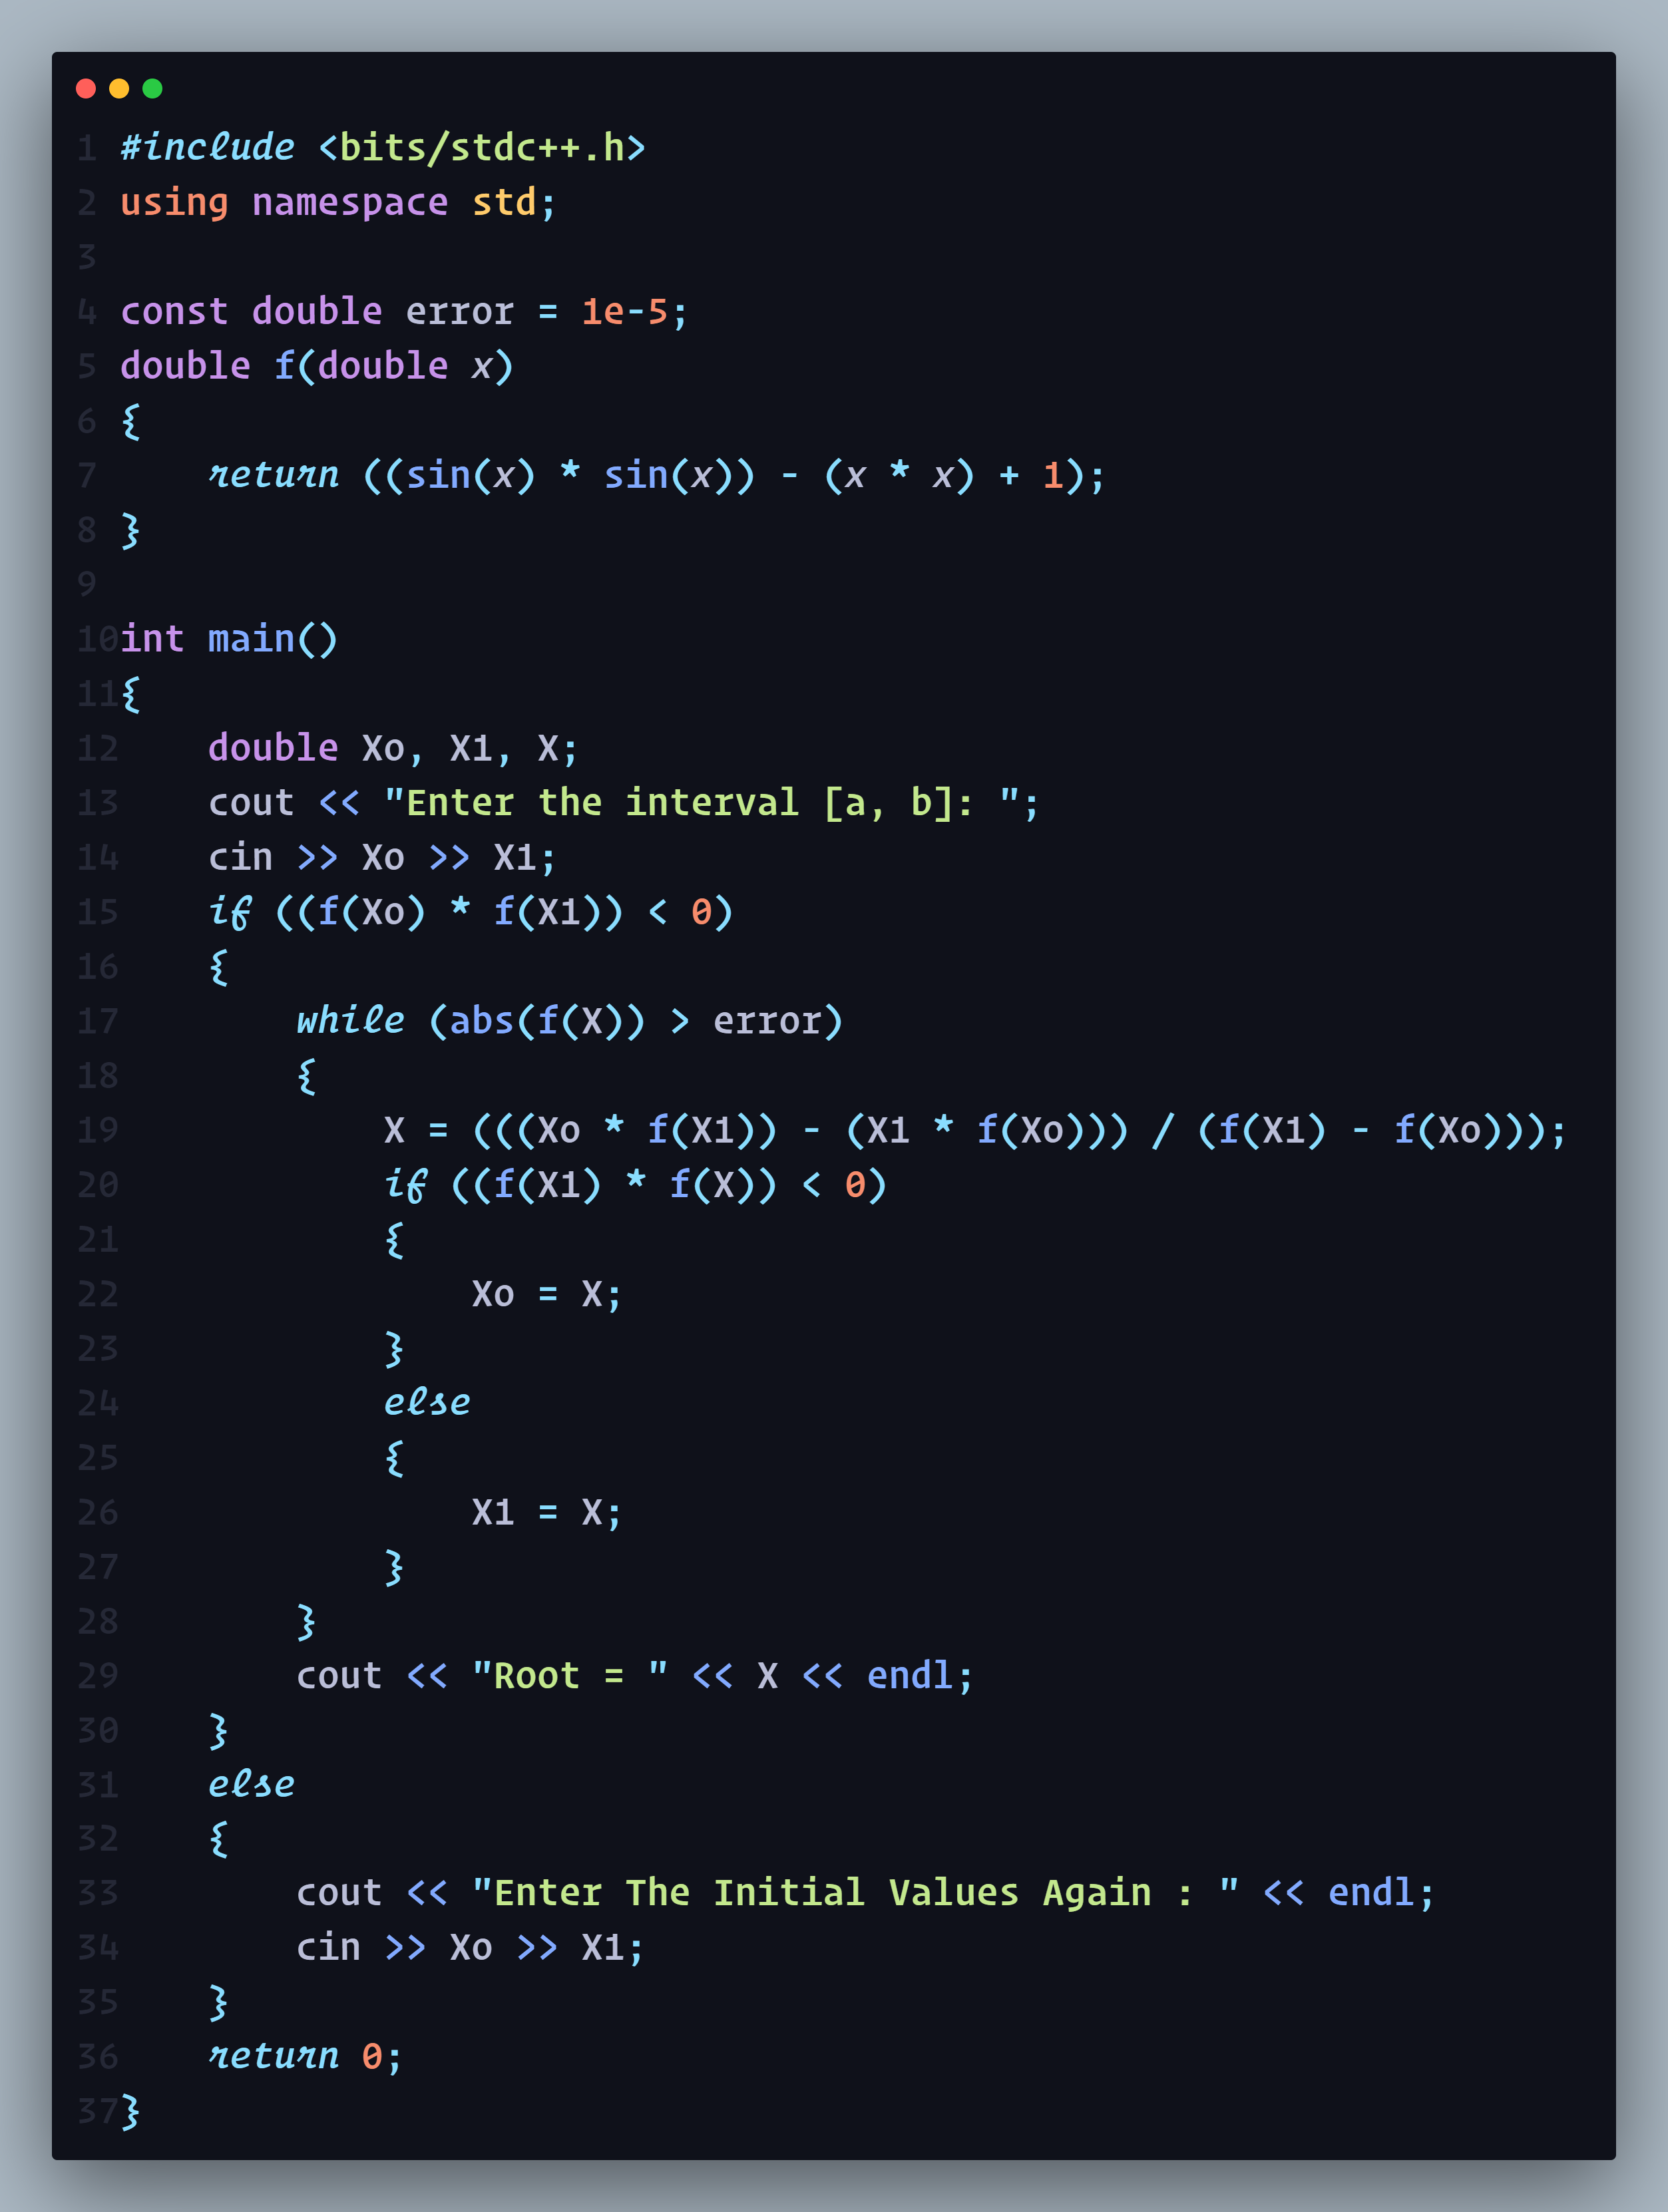 1 #include <bits/stdc++.h>
2 using namespace std;
3
4 const double error = 1e-5;
5 double f(double x)
6 {
7     return ((sin(x) * sin(x)) - (x * x) + 1);
8 }
9
10 int main()
11 {
12     double Xo, X1, X;
13     cout << "Enter the interval [a, b]: ";
14     cin >> Xo >> X1;
15     if ((f(Xo) * f(X1)) < 0)
16     {
17         while (abs(f(X)) > error)
18         {
19             X = (((Xo * f(X1)) - (X1 * f(Xo))) / (f(X1) - f(Xo)));
20             if ((f(X1) * f(X)) < 0)
21             {
22                 Xo = X;
23             }
24             else
25             {
26                 X1 = X;
27             }
28         }
29         cout << "Root = " << X << endl;
30     }
31     else
32     {
33         cout << "Enter The Initial Values Again : " << endl;
34         cin >> Xo >> X1;
35     }
36     return 0;
37 }